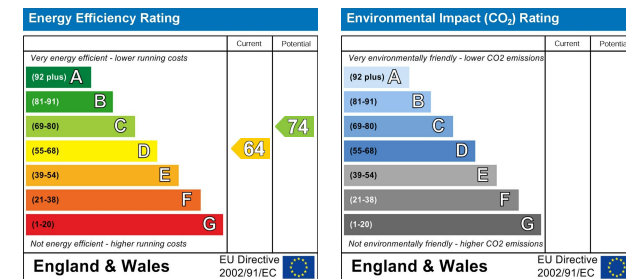 Energy Efficiency Rating
Current Potential
Very energy efficient - lower running costs
(92 plus) A
(81-91) B
(69-80) C
74
(55-68) D
64
(39-54) E
(21-38) F
(1-20) G
Not energy efficient - higher running costs
England & Wales
EU Directive
2002/91/EC
Environmental Impact (CO₂) Rating
Current Potential
Very environmentally friendly - lower CO2 emissions
(92 plus) A
(81-91) B
(69-80) C
(55-68) D
(39-54) E
(21-38) F
(1-20) G
Not environmentally friendly - higher CO2 emissions
England & Wales
EU Directive
2002/91/EC